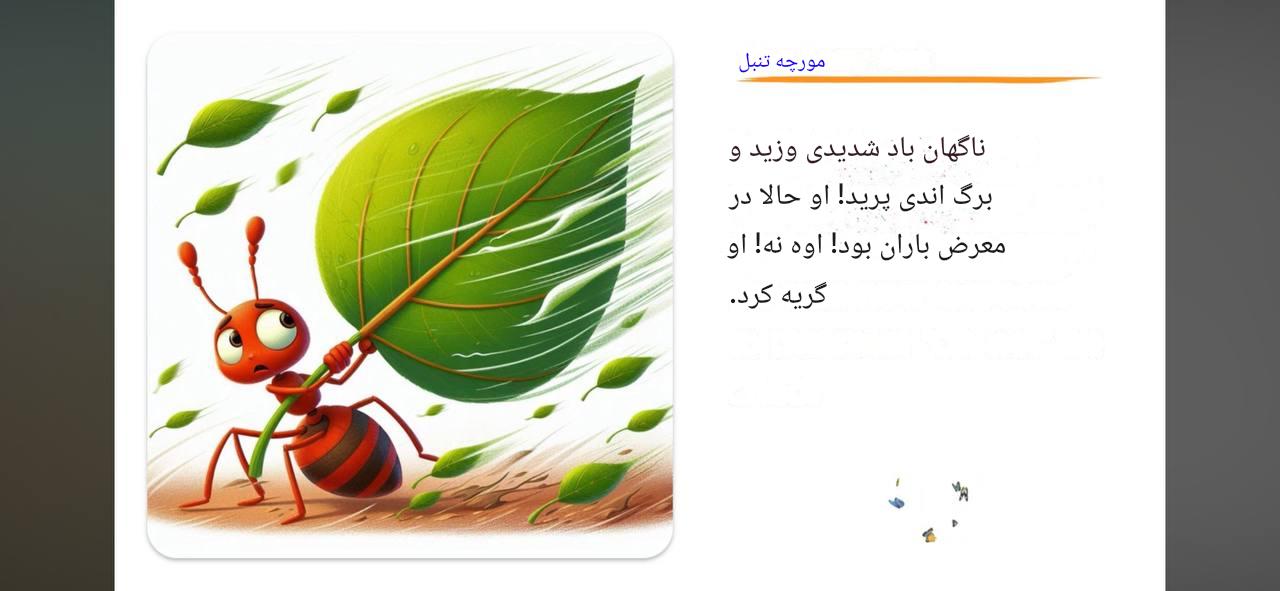 مورچه تنبل
ناگهان باد شدیدی وزید و
برگ اندی پرید! او حالا در
معرض باران بود! اوه نه! او
گریه کرد.